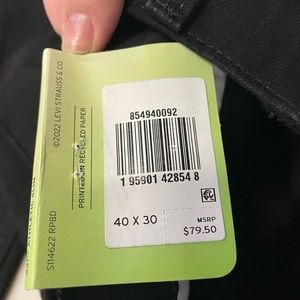 854940092
1 95901 42854 8
40 X 30
MSRP
$79.50
©2022 LEVI STRAUSS & CO.
PRINTED ON RECYCLED PAPER
S114622 RPBD